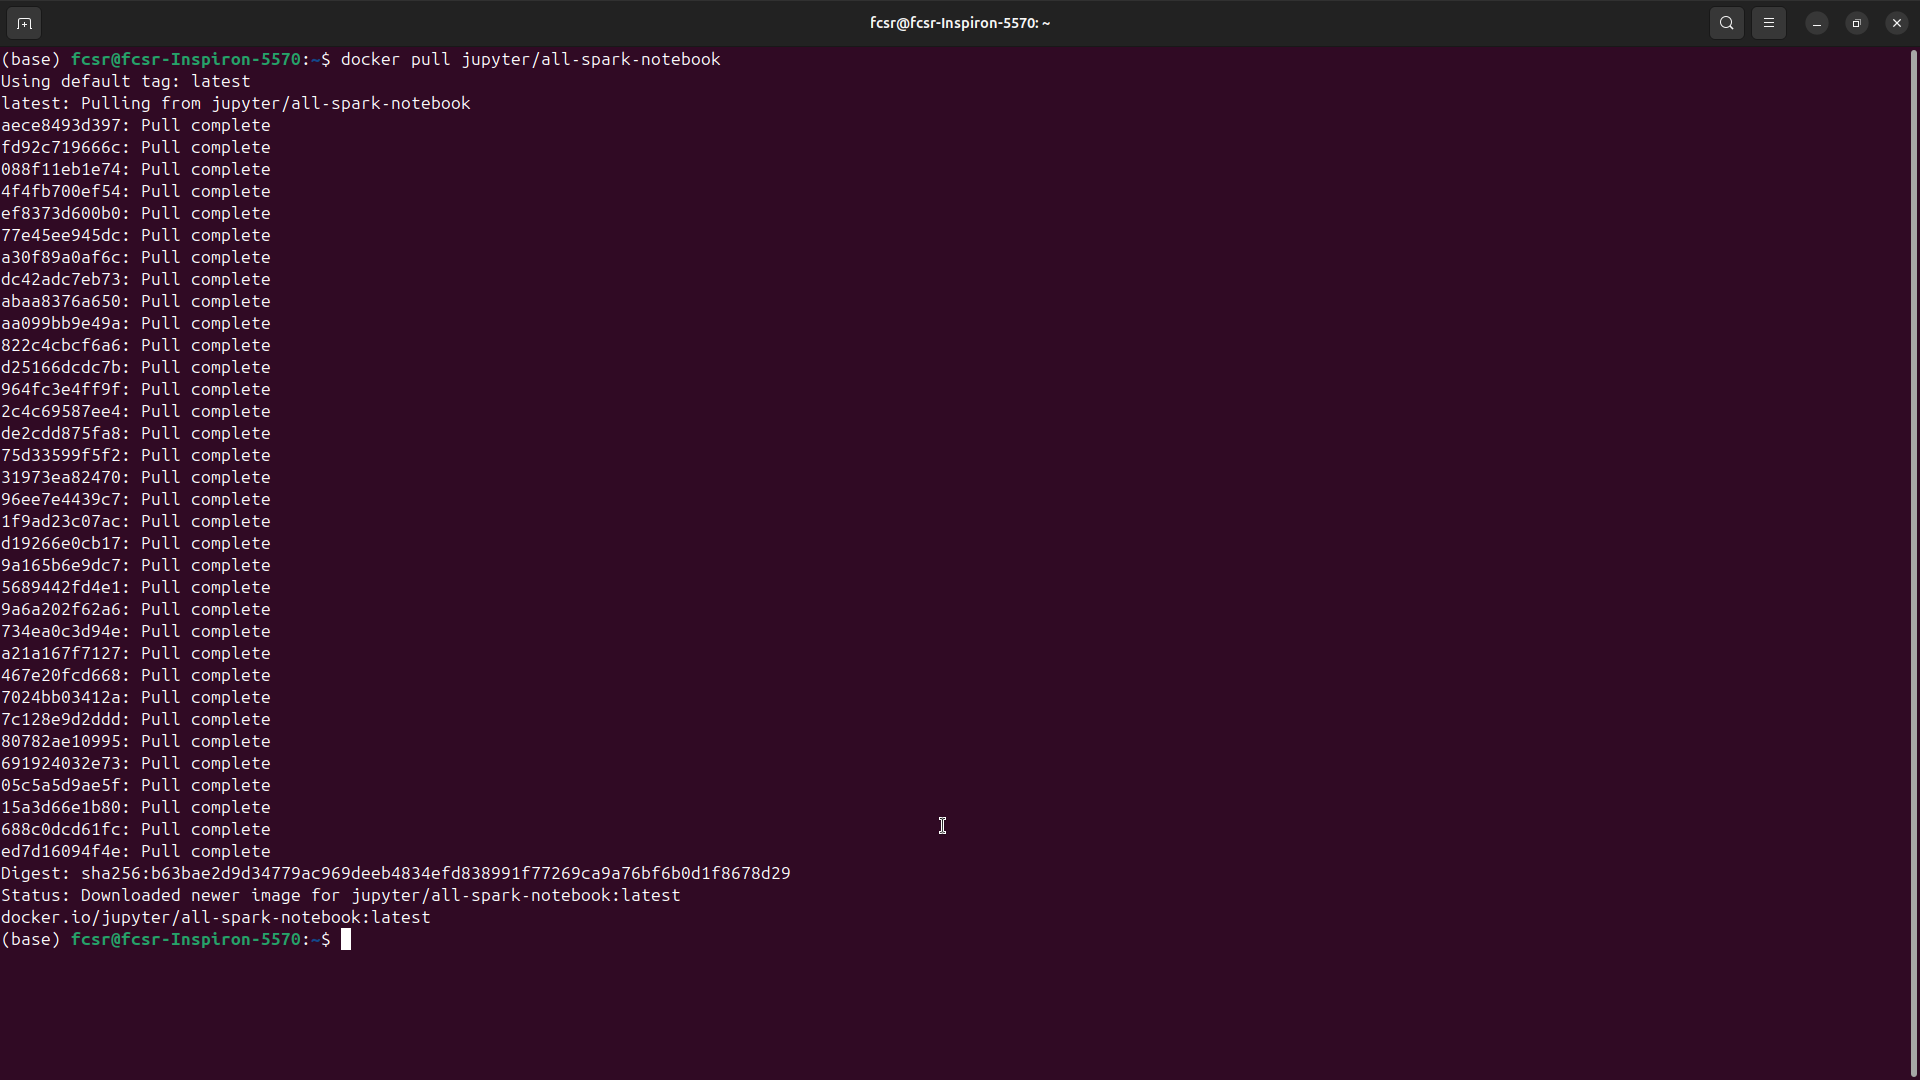 fcsr@fcsr-Inspiron-5570: ~
(base) fcsr@fcsr-Inspiron-5570:~$ docker pull jupyter/all-spark-notebook
Using default tag: latest
latest: Pulling from jupyter/all-spark-notebook
aece8493d397: Pull complete
fd92c719666c: Pull complete
088f11eb1e74: Pull complete
4f4fb700ef54: Pull complete
ef8373d600b0: Pull complete
77e45ee945dc: Pull complete
a30f89a0af6c: Pull complete
dc42adc7eb73: Pull complete
abaa8376a650: Pull complete
aa099bb9e49a: Pull complete
822c4cbcf6a6: Pull complete
d25166dcdc7b: Pull complete
964fc3e4ff9f: Pull complete
2c4c69587ee4: Pull complete
de2cdd875fa8: Pull complete
75d33599f5f2: Pull complete
31973ea82470: Pull complete
96ee7e4439c7: Pull complete
1f9ad23c07ac: Pull complete
d19266e0cb17: Pull complete
9a165b6e9dc7: Pull complete
5689442fd4e1: Pull complete
9a6a202f62a6: Pull complete
734ea0c3d94e: Pull complete
a21a167f7127: Pull complete
467e20fcd668: Pull complete
7024bb03412a: Pull complete
7c128e9d2ddd: Pull complete
80782ae10995: Pull complete
691924032e73: Pull complete
05c5a5d9ae5f: Pull complete
15a3d66e1b80: Pull complete
688c0dcd61fc: Pull complete
ed7d16094f4e: Pull complete
Digest: sha256:b63bae2d9d34779ac969deeb4834efd838991f77269ca9a76bf6b0d1f8678d29
Status: Downloaded newer image for jupyter/all-spark-notebook:latest
docker.io/jupyter/all-spark-notebook:latest
(base) fcsr@fcsr-Inspiron-5570:~$